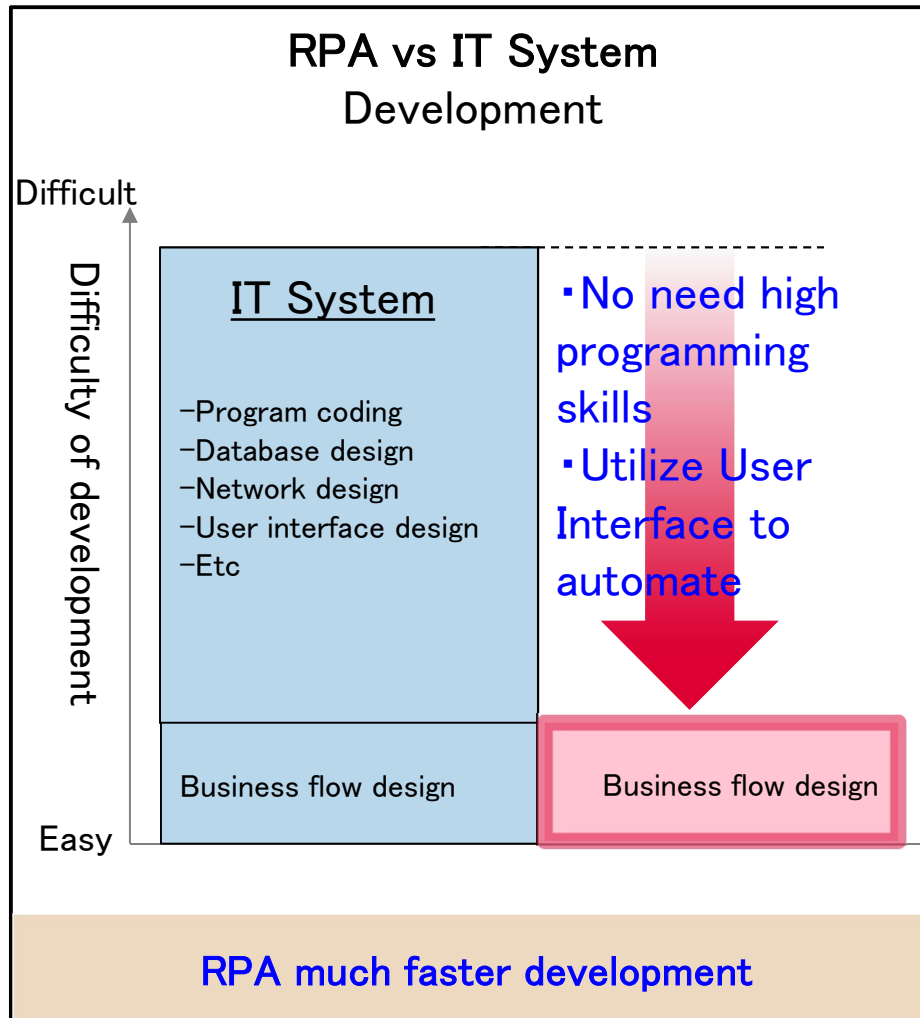 RPA vs IT System
Development
Difficult
Difficulty of development
IT System
-Program coding
-Database design
-Network design
-User interface design
-Etc
・No need high
programming
skills
・Utilize User
Interface to
automate
Business flow design
Business flow design
Easy
RPA much faster development